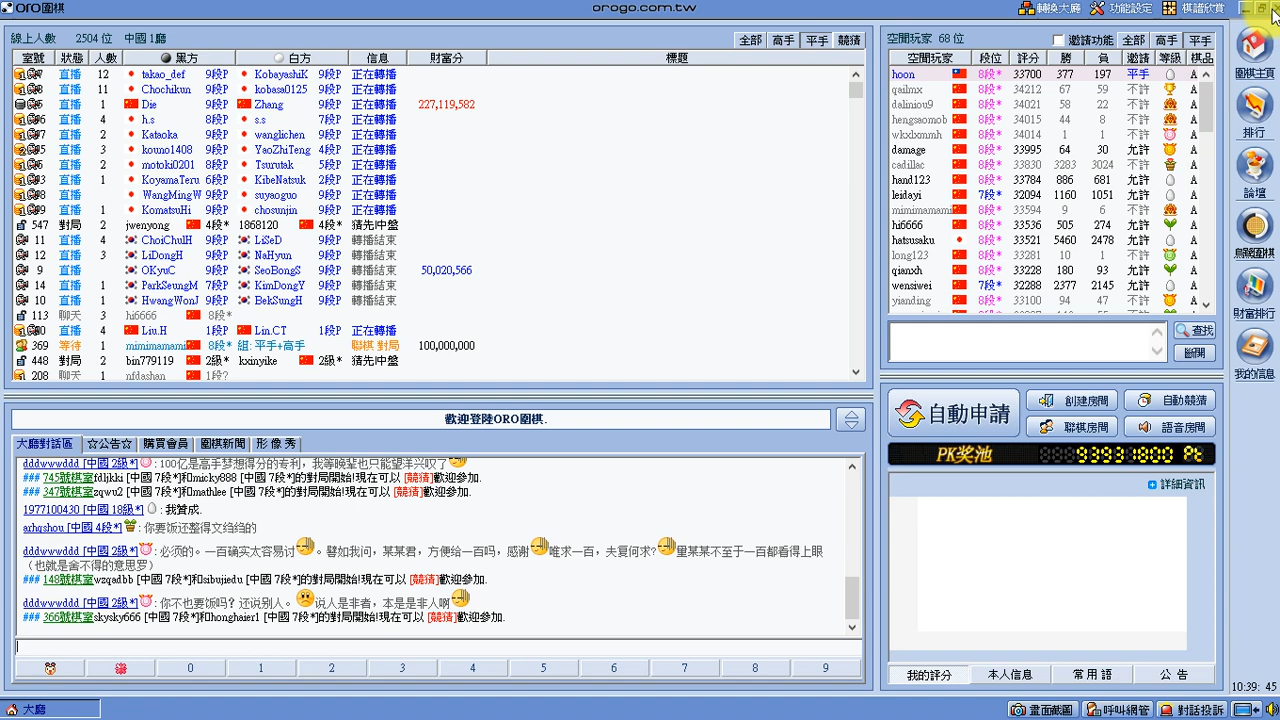 ORO圍棋
orogo.com.tw
轉換大廳 功能設定 棋譜欣賞
線上人數 2504 位 中國 1廳
全部 高手 平手 競猜
室號 狀態 人數 黑方 白方 信息 財富分 標題
直播 12 takao_def 9段P KobayashiK 9段P 正在轉播
直播 11 Chochikun 9段P kobasa0125 9段P 正在轉播
直播 4 Die 9段P Zhang 9段P 正在轉播 227,119,582
直播 4 h.s 8段P s.s 7段P 正在轉播
直播 2 Kataoka 9段P wanglichen 9段P 正在轉播
直播 3 kouno1408 9段P YaoZhiTeng 4段P 正在轉播
直播 2 motoki0201 8段P Tsurutak 5段P 正在轉播
直播 1 KoyamaTeru 6段P KibeNatsuk 2段P 正在轉播
直播 WangMingW 9段P suyaoguo 9段P 正在轉播
直播 1 KomatsuHi 9段P chosunjin 9段P 正在轉播
547 對局 2 jwenyong 4段* 1868120 4段* 猜先中盤
11 直播 4 ChoiChulH 9段P LiSeD 9段P 轉播結束
12 直播 3 LiDongH 9段P NaHyun 9段P 轉播結束
9 直播 OKyuC 9段P SeoBongS 9段P 轉播結束 50,020,566
14 直播 1 ParkSeungM 7段P KimDongY 9段P 轉播結束
10 直播 1 HwangWonJ 9段P BekSungH 9段P 轉播結束
113 聊天 3 hi6666 8段*
直播 4 Liu.H 1段P Lin.CT 1段P 正在轉播
369 等待 1 mimimamami 8段* 組: 平手+高手 聯棋 對局 100,000,000
448 對局 2 bin779119 2級* kxinyike 2級* 猜先中盤
208 聊天 1 nfdashan 1段?
空閒玩家 68 位
邀請功能 全部 高手 平手
空閒玩家 段位 評分 勝 負 邀請 等級 棋品
hoon 8段* 33700 377 197 平手 A
qailmx 8段* 34212 67 59 不許 A
daliniou9 8段* 34021 58 22 不許 A
hengsaomob 8段* 34015 44 8 不許 A
wkxlxmmh 8段* 34014 1 1 不許 A
damage 8段* 33995 64 30 允許 A
cadillac 8段* 33830 3283 3024 不許 A
hand123 8段* 33784 886 681 允許 A
leidayi 7段* 32094 1160 1051 允許 A
mimimamami 8段* 33594 9 6 不許 A
hi6666 8段* 33536 505 274 允許 A
hatsusaku 8段* 33521 5460 2478 允許 A
long123 8段* 33281 10 1 不許 A
qianxh 8段* 33228 180 93 允許 A
wensiwei 7段* 32288 2377 2145 允許 A
yianding 8段* 33100 94 47 不許 A
查找
斷開
圍棋主頁
排行
論壇
烏鷺圍棋
財富排行
我的信息
歡迎登陸ORO圍棋.
大廳對話區 ☆公告☆ 購買會員 圍棋新聞 形 像 秀
dddwwwddd [中國 2級*] : 100亿是高手梦想得分的专利，我等晚辈也只能望洋兴叹了
### 745號棋室fdljkki [中國 7段*]和micky888 [中國 7段*]的對局開始!現在可以 [競猜]歡迎參加.
### 347號棋室zqwu2 [中國 7段*]和mathlee [中國 7段*]的對局開始!現在可以 [競猜]歡迎參加.
1977100430 [中國 18級*] : 我贊成.
arhgshou [中國 4段*] : 你要饭还整得文绉绉的
dddwwwddd [中國 2級*] : 必须的。一百确实太容易讨 。譬如我问，某某君，方便给一百吗，感谢 唯求一百，夫复何求? 里某某不至于一百都看得上眼
（也就是舍不得的意思罗）
### 148號棋室wzqadbb [中國 7段*]和sibujiedu [中國 7段*]的對局開始!現在可以 [競猜]歡迎參加.
dddwwwddd [中國 2級*] : 你不也要饭吗？还说别人。 说人是非者，本是是非人啊
### 366號棋室skysky666 [中國 7段*]和honghaier1 [中國 7段*]的對局開始!現在可以 [競猜]歡迎參加.
0 1 2 3 4 5 6 7 8 9
自動申請
創建房間 自動競猜
聯棋房間 語音房間
PK奖池 939371800 Pt
詳細資訊
我的評分 本人信息 常 用 語 公 告
10:39: 45
大廳
畫面截圖 呼叫網管 對話投訴